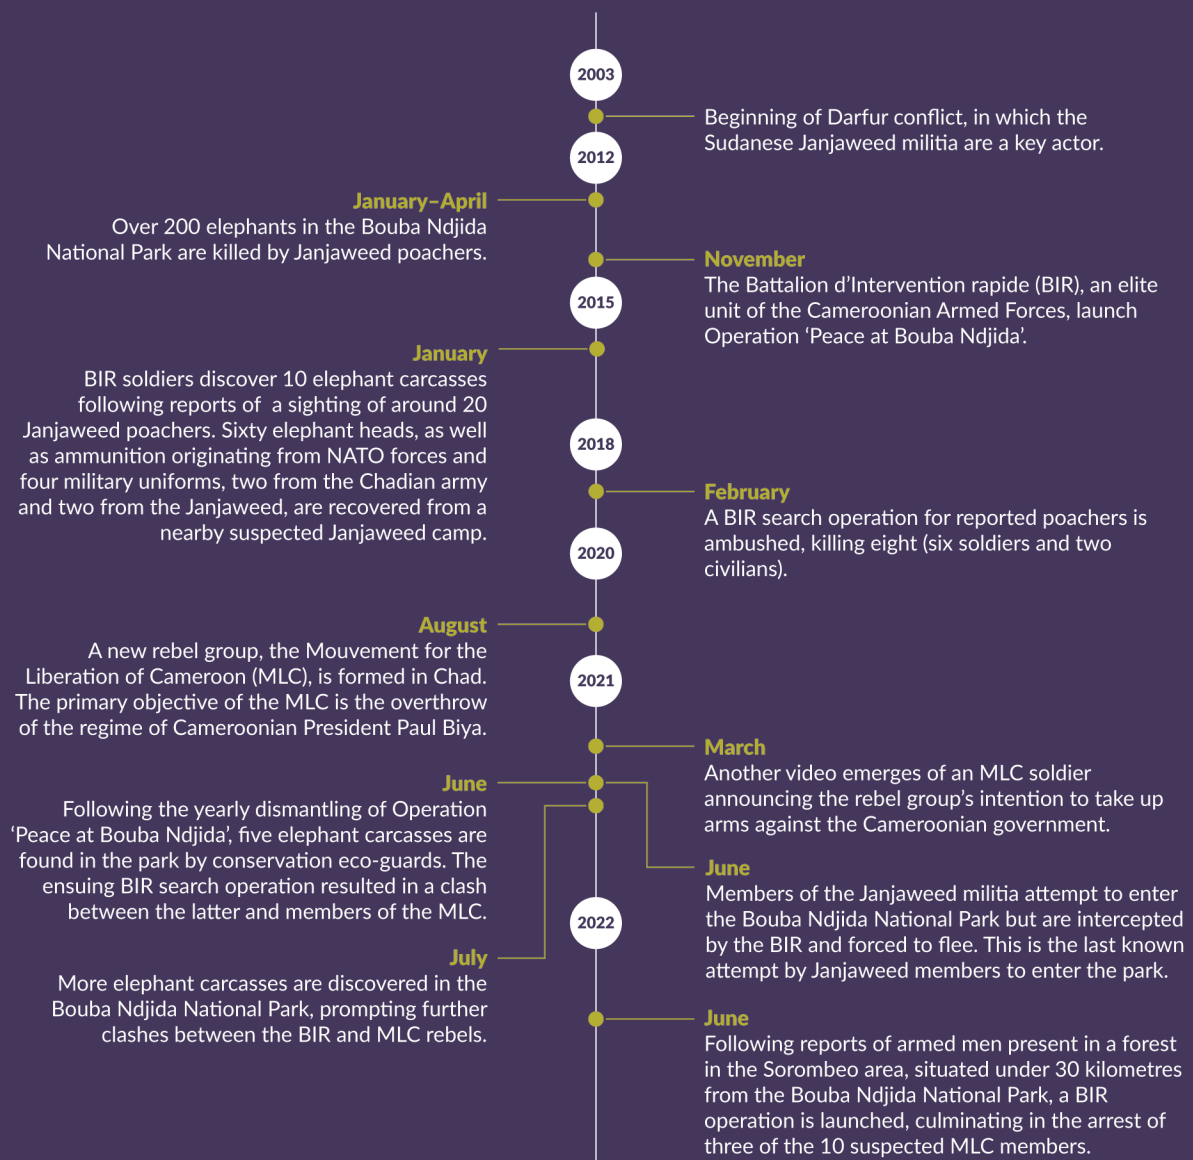 2003
Beginning of Darfur conflict, in which the
Sudanese Janjaweed militia are a key actor.
2012
January–April
Over 200 elephants in the Bouba Ndjida
National Park are killed by Janjaweed poachers.
November
The Battalion d’Intervention rapide (BIR), an elite
unit of the Cameroonian Armed Forces, launch
Operation ‘Peace at Bouba Ndjida’.
2015
January
BIR soldiers discover 10 elephant carcasses
following reports of a sighting of around 20
Janjaweed poachers. Sixty elephant heads, as well
as ammunition originating from NATO forces and
four military uniforms, two from the Chadian army
and two from the Janjaweed, are recovered from a
nearby suspected Janjaweed camp.
2018
February
A BIR search operation for reported poachers is
ambushed, killing eight (six soldiers and two
civilians).
2020
August
A new rebel group, the Mouvement for the
Liberation of Cameroon (MLC), is formed in Chad.
The primary objective of the MLC is the overthrow
of the regime of Cameroonian President Paul Biya.
2021
March
Another video emerges of an MLC soldier
announcing the rebel group’s intention to take up
arms against the Cameroonian government.
June
Following the yearly dismantling of Operation
‘Peace at Bouba Ndjida’, five elephant carcasses are
found in the park by conservation eco-guards. The
ensuing BIR search operation resulted in a clash
between the latter and members of the MLC.
June
Members of the Janjaweed militia attempt to enter
the Bouba Ndjida National Park but are intercepted
by the BIR and forced to flee. This is the last known
attempt by Janjaweed members to enter the park.
July
More elephant carcasses are discovered in the
Bouba Ndjida National Park, prompting further
clashes between the BIR and MLC rebels.
2022
June
Following reports of armed men present in a forest
in the Sorombeo area, situated under 30 kilometres
from the Bouba Ndjida National Park, a BIR
operation is launched, culminating in the arrest of
three of the 10 suspected MLC members.